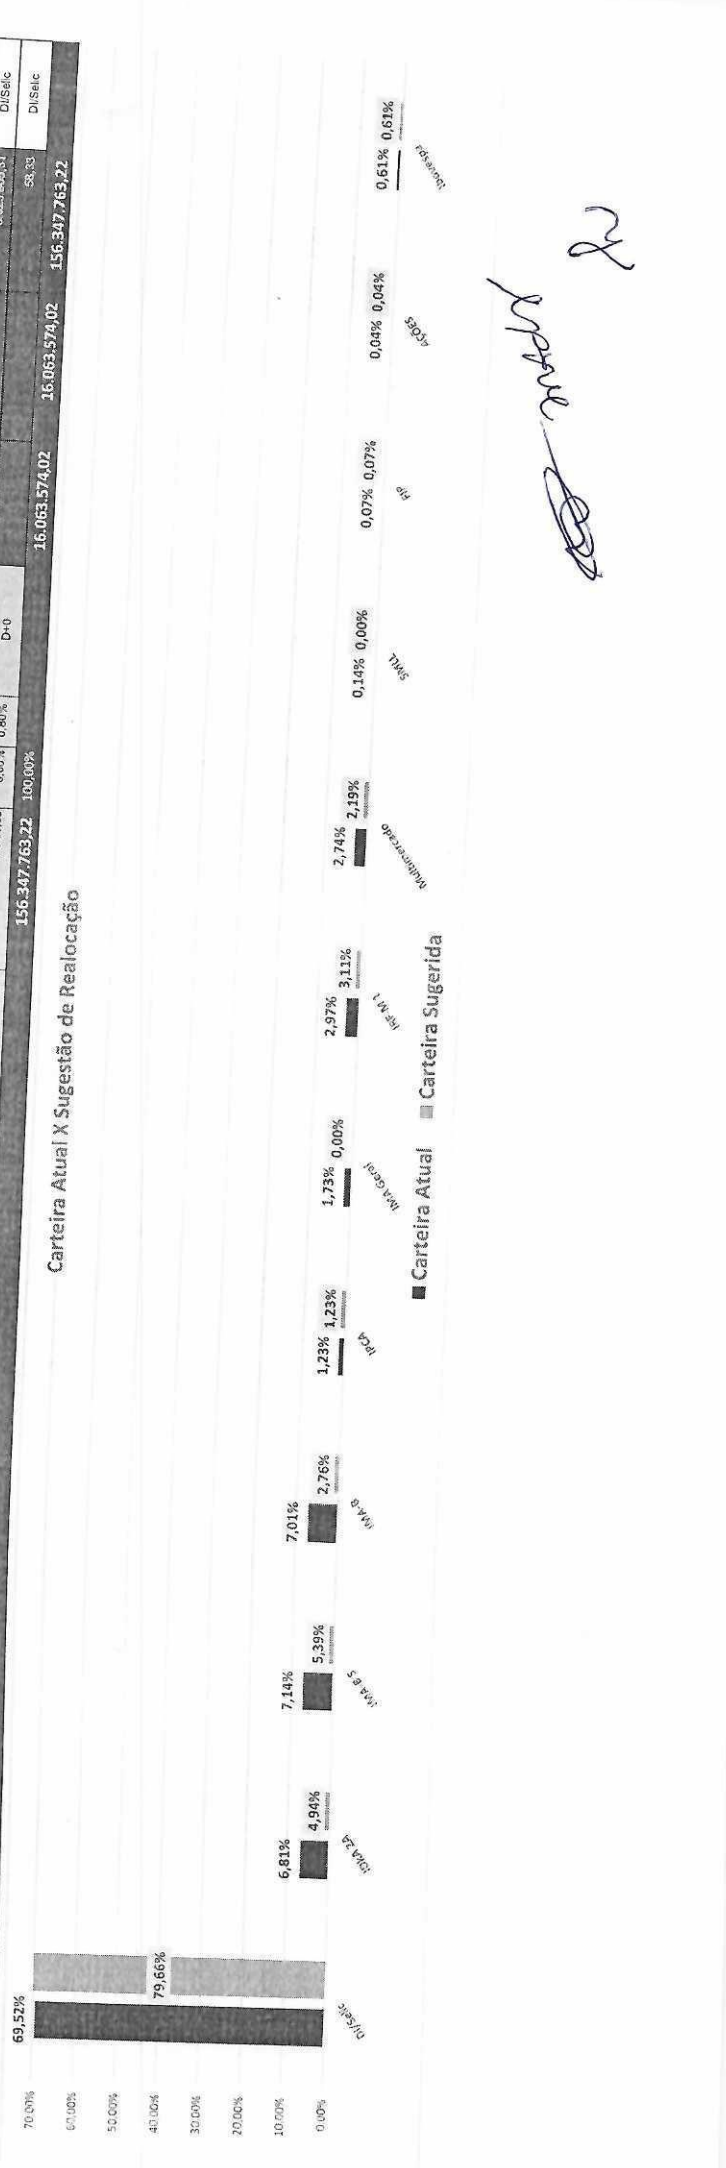 DI/Selic
0,80% D+0 58,33 DI/Selic
156.347.763,22 100,00% 16.063.574,02 16.063.574,02 156.347.763,22
Carteira Atual X Sugestão de Realocação
70.00%
60.00%
50.00%
40.00%
30.00%
20.00%
10.00%
0.00%
69,52% 79,66%
6,81% 4,94%
7,14% 5,39%
7,01% 2,76%
1,23% 1,23%
1,73% 0,00%
2,97% 3,11%
2,74% 2,19%
0,14% 0,00%
0,07% 0,07%
0,04% 0,04%
0,61% 0,61%
DI/Selic
IDKA 2A
IMA-B 5
IMA-B
IPCA
IMA Geral
IRF-M 1
Multimercado
SMLL
FIP
AÇÕES
Ibovespa
Carteira Atual Carteira Sugerida